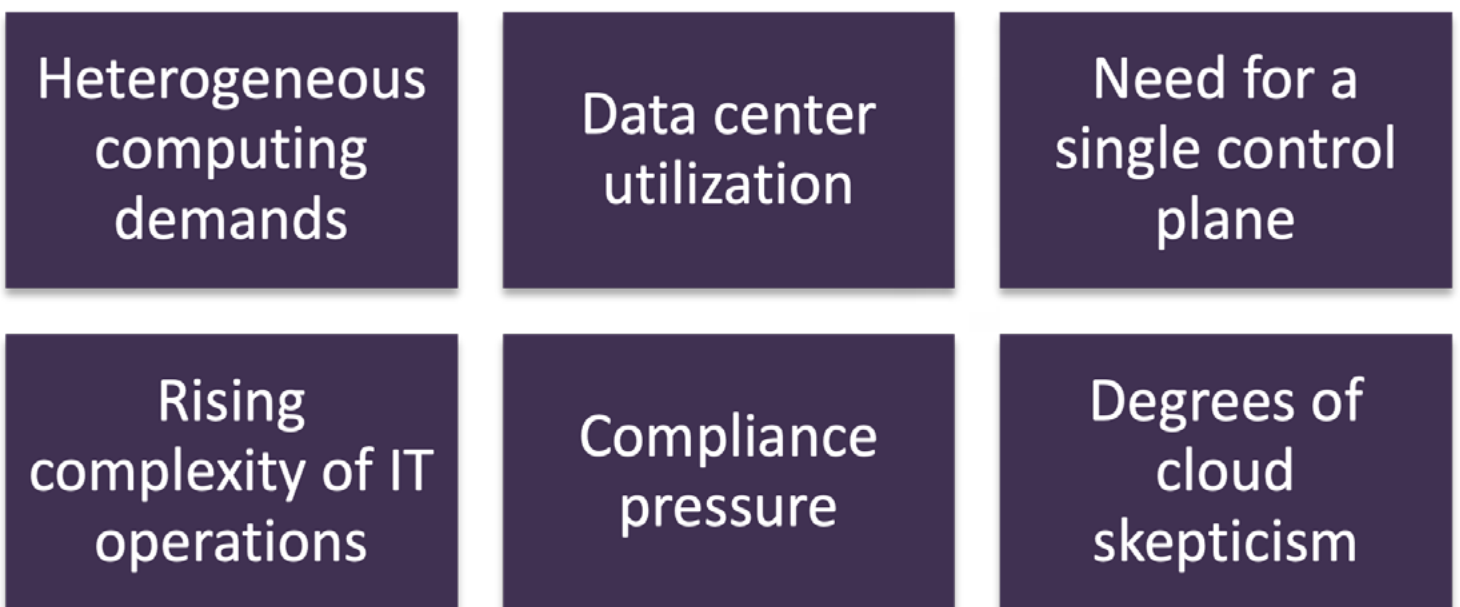 Heterogeneous
computing
demands
Data center
utilization
Need for a
single control
plane
Rising
complexity of IT
operations
Compliance
pressure
Degrees of
cloud
skepticism